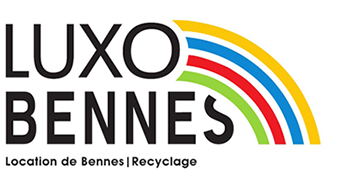 LUXO
BENNES
Location de Bennes|Recyclage